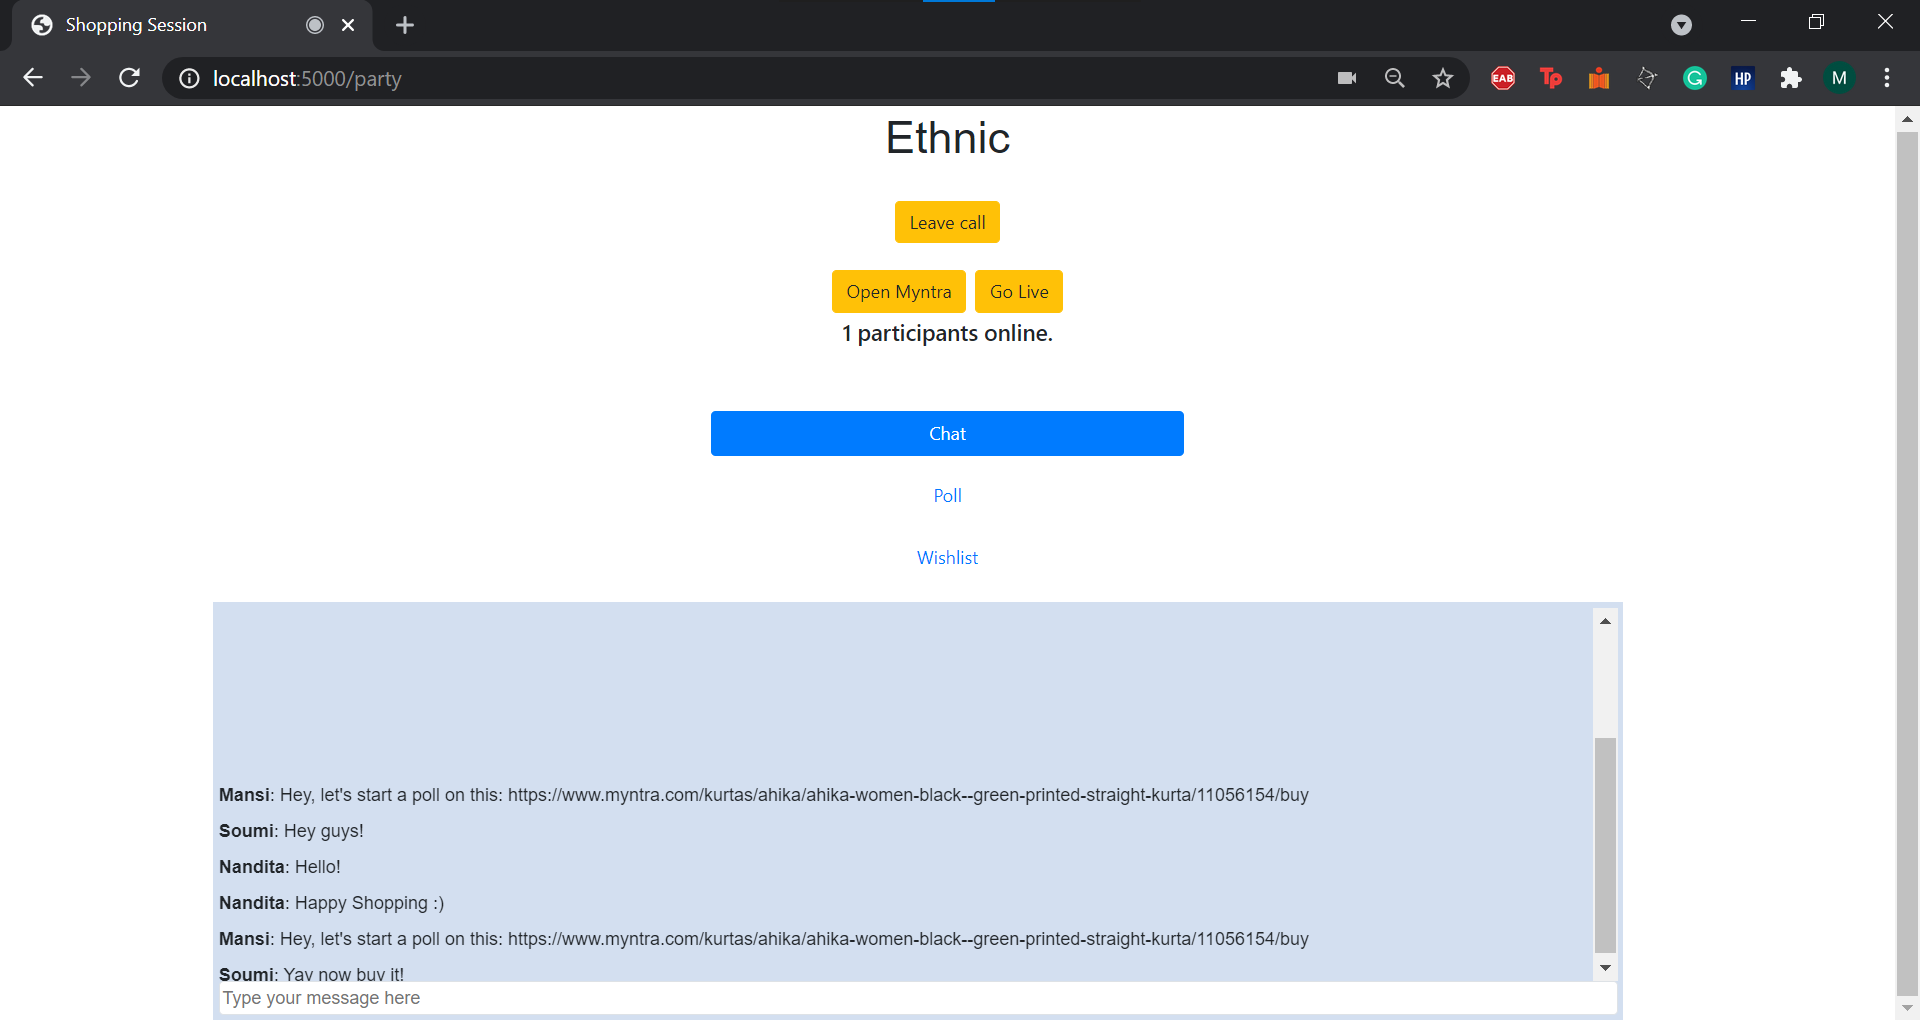 Shopping Session
localhost:5000/party
EAB Tp G HP M
Ethnic
Leave call
Open Myntra Go Live
1 participants online.
Chat
Poll
Wishlist
Mansi: Hey, let's start a poll on this: https://www.myntra.com/kurtas/ahika/ahika-women-black--green-printed-straight-kurta/11056154/buy
Soumi: Hey guys!
Nandita: Hello!
Nandita: Happy Shopping :)
Mansi: Hey, let's start a poll on this: https://www.myntra.com/kurtas/ahika/ahika-women-black--green-printed-straight-kurta/11056154/buy
Soumi: Yay now buy it!
Type your message here